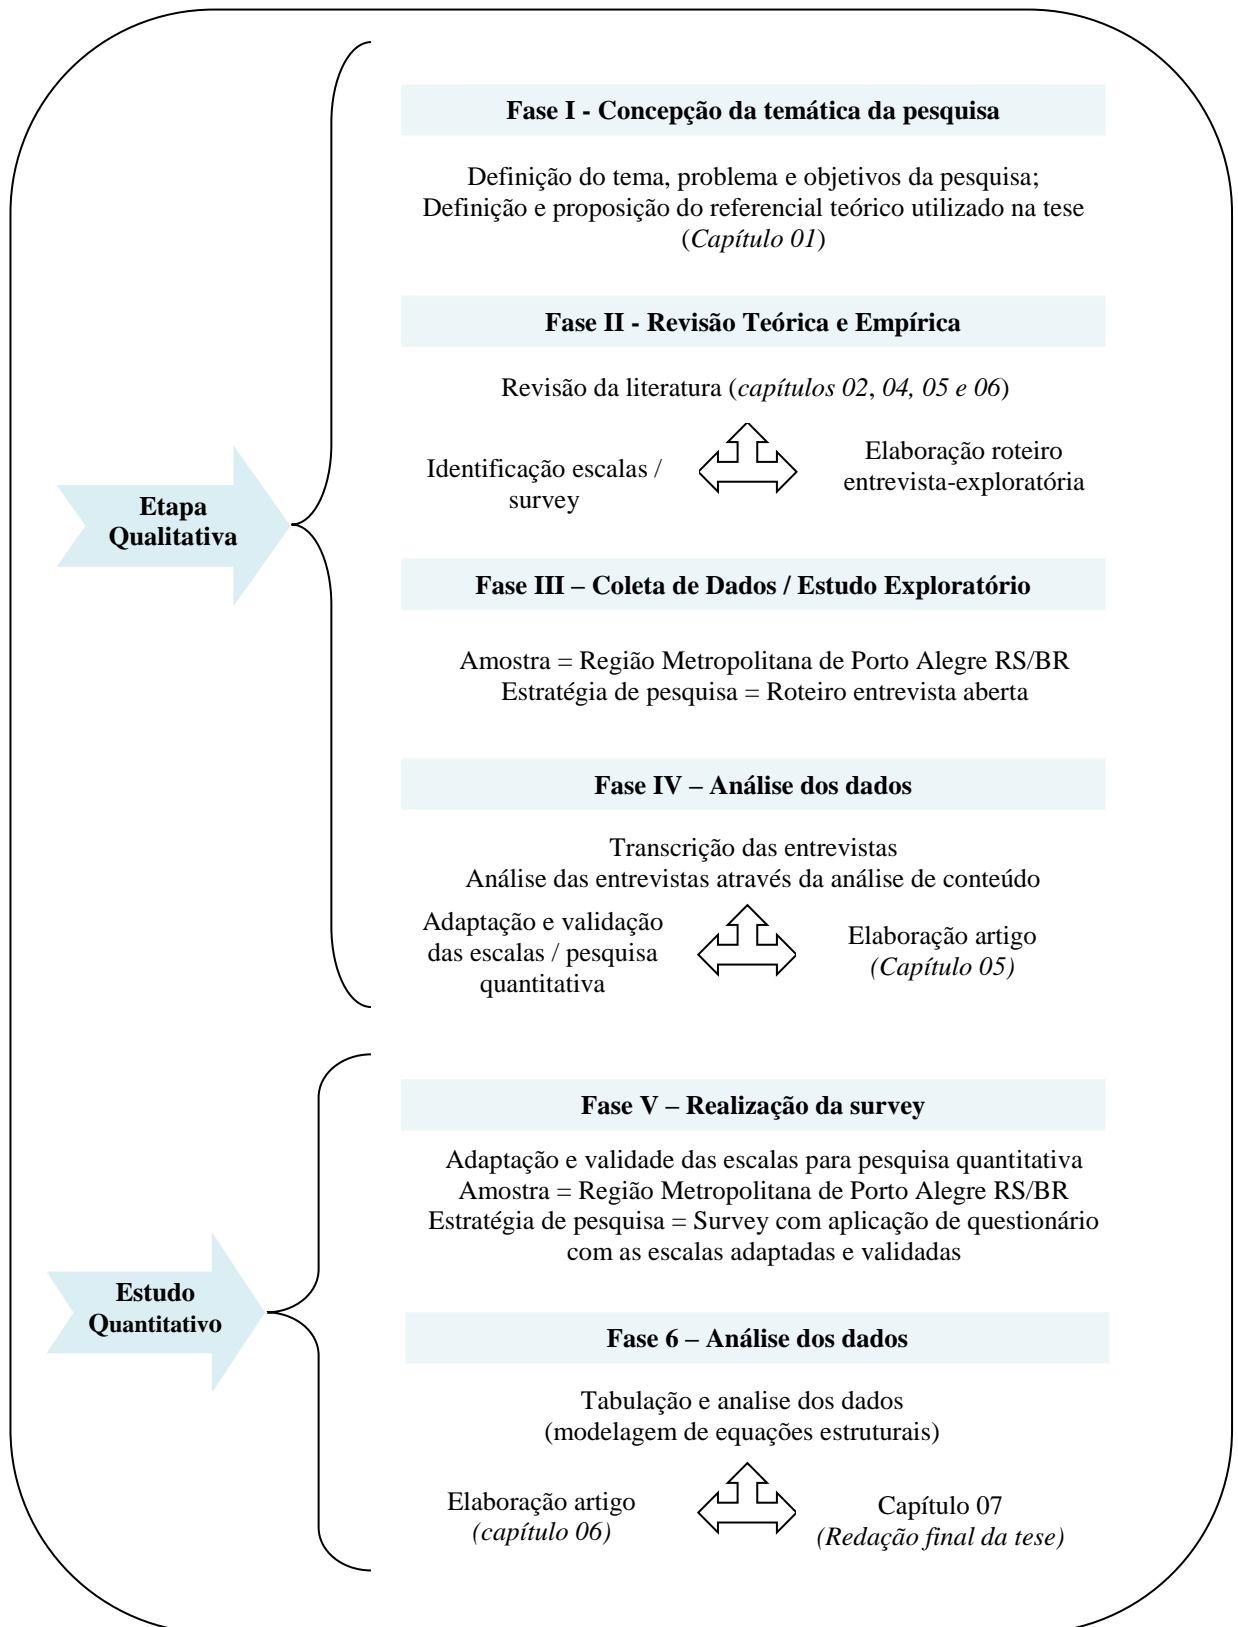 Fase I - Concepção da temática da pesquisa
Definição do tema, problema e objetivos da pesquisa;
Definição e proposição do referencial teórico utilizado na tese
(Capítulo 01)
Fase II - Revisão Teórica e Empírica
Revisão da literatura (capítulos 02, 04, 05 e 06)
Identificação escalas /
survey
Elaboração roteiro
entrevista-exploratória
Etapa
Qualitativa
Fase III – Coleta de Dados / Estudo Exploratório
Amostra = Região Metropolitana de Porto Alegre RS/BR
Estratégia de pesquisa = Roteiro entrevista aberta
Fase IV – Análise dos dados
Transcrição das entrevistas
Análise das entrevistas através da análise de conteúdo
Adaptação e validação
das escalas / pesquisa
quantitativa
Elaboração artigo
(Capítulo 05)
Fase V – Realização da survey
Adaptação e validade das escalas para pesquisa quantitativa
Amostra = Região Metropolitana de Porto Alegre RS/BR
Estratégia de pesquisa = Survey com aplicação de questionário
com as escalas adaptadas e validadas
Estudo
Quantitativo
Fase 6 – Análise dos dados
Tabulação e analise dos dados
(modelagem de equações estruturais)
Elaboração artigo
(capítulo 06)
Capítulo 07
(Redação final da tese)